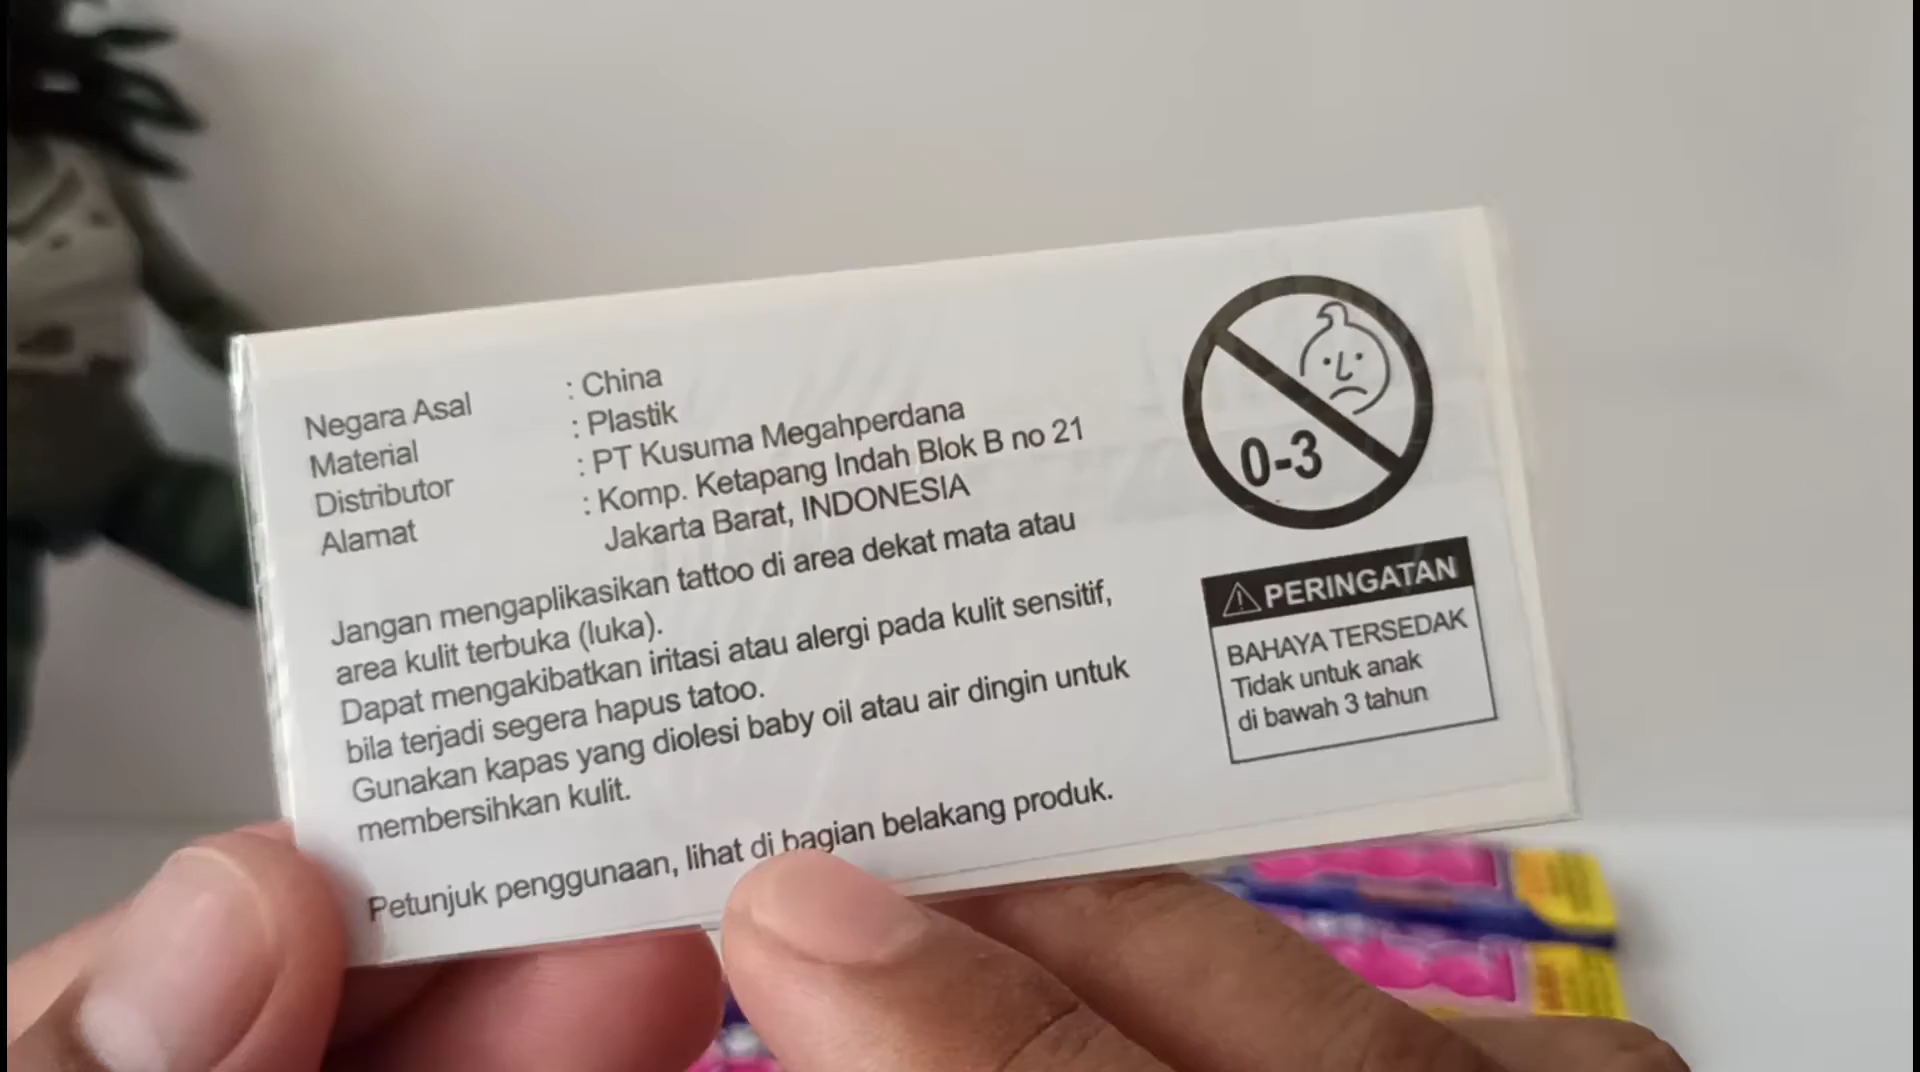 Negara Asal : China
Material : Plastik
Distributor : PT Kusuma Megahperdana
Alamat : Komp. Ketapang Indah Blok B no 21
Jakarta Barat, INDONESIA
Jangan mengaplikasikan tattoo di area dekat mata atau
area kulit terbuka (luka).
Dapat mengakibatkan iritasi atau alergi pada kulit sensitif,
bila terjadi segera hapus tatoo.
Gunakan kapas yang diolesi baby oil atau air dingin untuk
membersihkan kulit.
Petunjuk penggunaan, lihat di bagian belakang produk.
0-3
PERINGATAN
BAHAYA TERSEDAK
Tidak untuk anak
di bawah 3 tahun